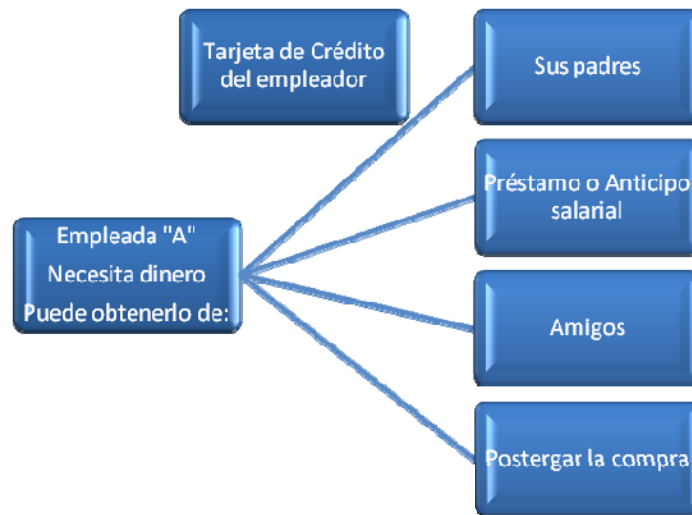 Tarjeta de Crédito
del empleador
Sus padres
Préstamo o Anticipo
salarial
Empleada "A"
Necesita dinero
Puede obtenerlo de:
Amigos
Postergar la compra